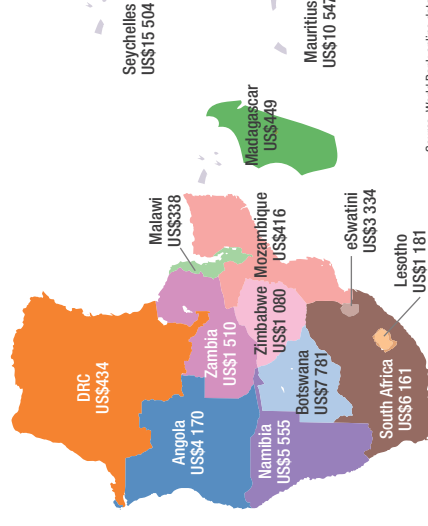 Seychelles
US$15 504
Mauritius
US$10 547
Madagascar
US$449
Malawi
US$338
Mozambique
US$416
eSwatini
US$3 334
Lesotho
US$1 181
DRC
US$434
Zambia
US$1 510
Zimbabwe
US$1 080
Angola
US$4 170
Botswana
US$7 781
South Africa
US$6 161
Namibia
US$5 555